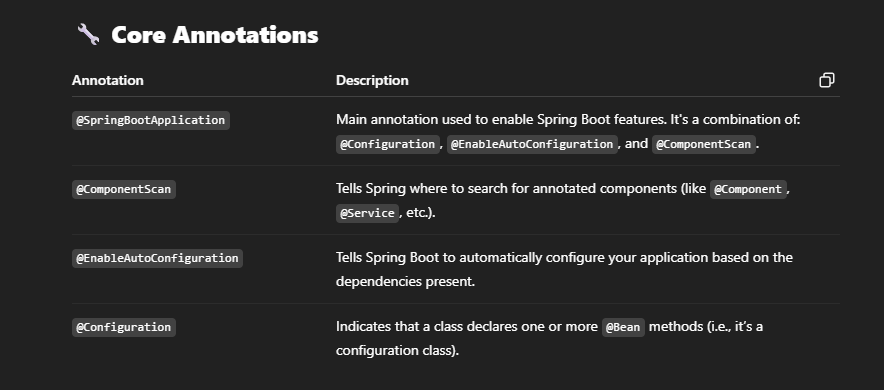 🔧 Core Annotations
Annotation Description
@SpringBootApplication Main annotation used to enable Spring Boot features. It's a combination of:
@Configuration, @EnableAutoConfiguration, and @ComponentScan.
@ComponentScan Tells Spring where to search for annotated components (like @Component,
@Service, etc.).
@EnableAutoConfiguration Tells Spring Boot to automatically configure your application based on the
dependencies present.
@Configuration Indicates that a class declares one or more @Bean methods (i.e., it's a
configuration class).